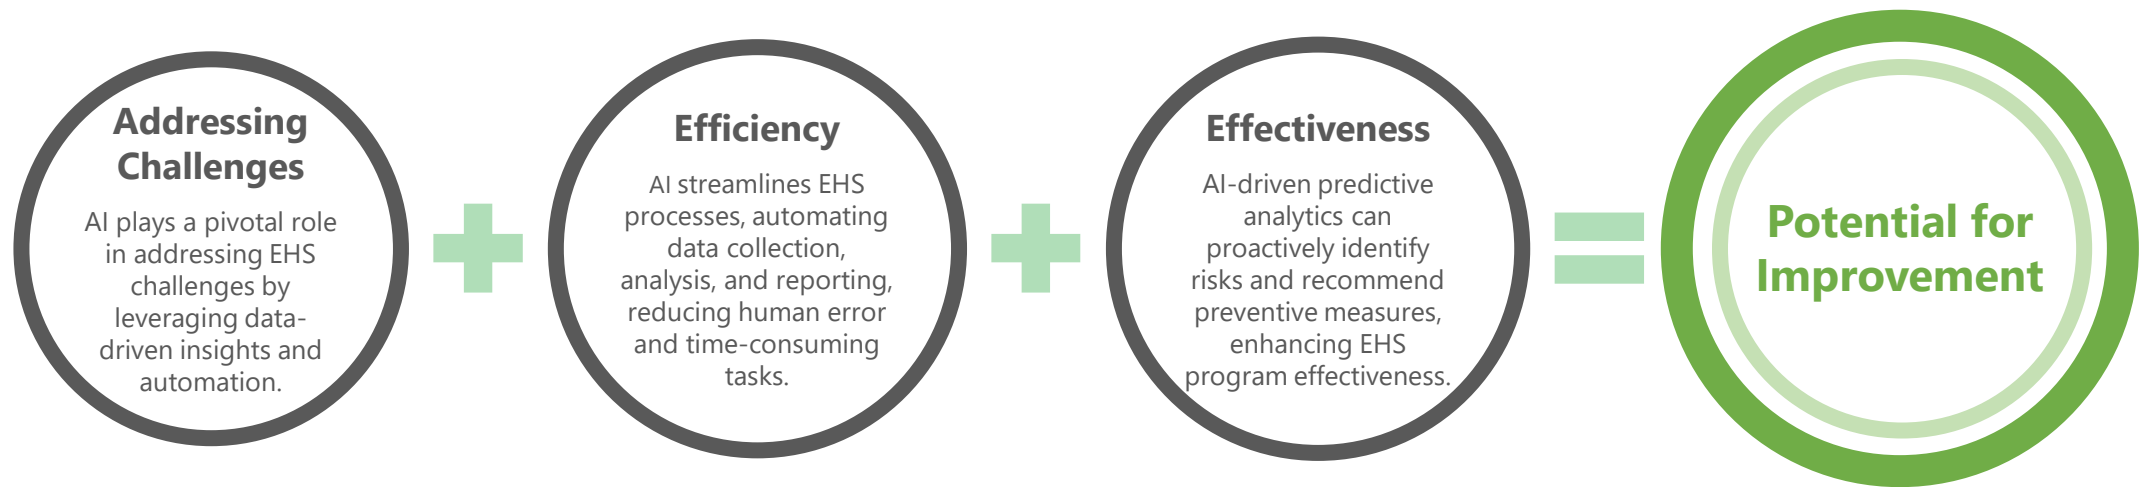 Addressing
Challenges
AI plays a pivotal role
in addressing EHS
challenges by
leveraging data-
driven insights and
automation.
Efficiency
AI streamlines EHS
processes, automating
data collection,
analysis, and reporting,
reducing human error
and time-consuming
tasks.
Effectiveness
AI-driven predictive
analytics can
proactively identify
risks and recommend
preventive measures,
enhancing EHS
program effectiveness.
Potential for
Improvement